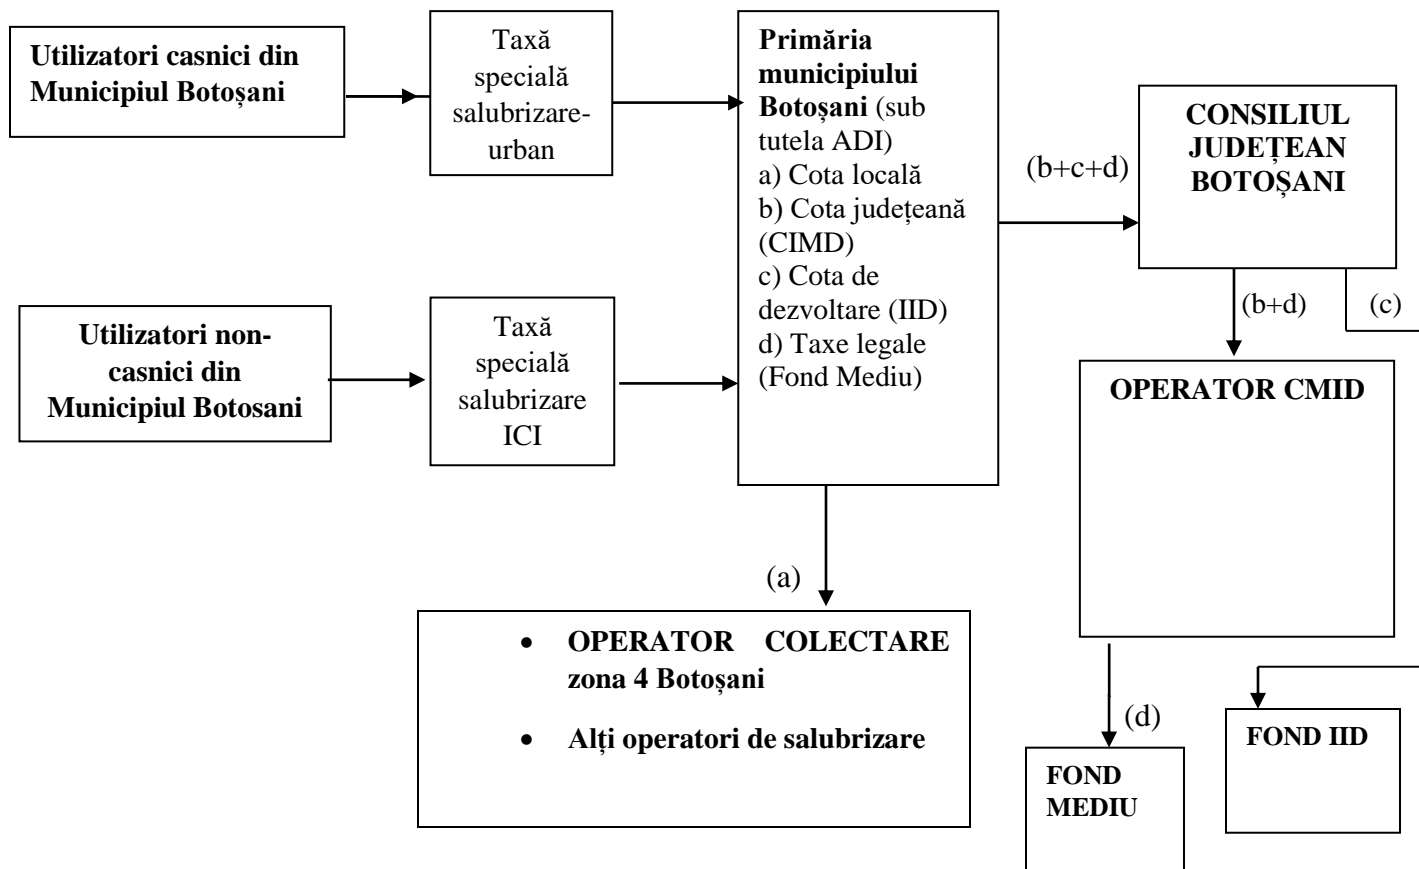 Utilizatori casnici din
Municipiul Botoșani
Taxă
specială
salubrizare-
urban
Primăria
municipiului
Botoșani (sub
tutela ADI)
a) Cota locală
b) Cota județeană
(CIMD)
c) Cota de
dezvoltare (IID)
d) Taxe legale
(Fond Mediu)
(b+c+d)
CONSILIUL
JUDEȚEAN
BOTOȘANI
Utilizatori non-
casnici din
Municipiul Botosani
Taxă
specială
salubrizare
ICI
(b+d)
(c)
OPERATOR CMID
(a)
• OPERATOR COLECTARE
zona 4 Botoșani
• Alți operatori de salubrizare
(d)
FOND
MEDIU
FOND IID